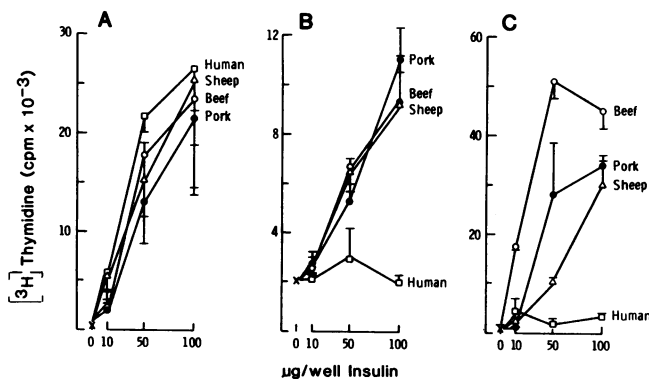 A
B
C
[³H] Thymidine (cpm x 10⁻³)
30
20
10
Human
Sheep
Beef
Pork
0 10 50 100
12
8
4
Pork
Beef
Sheep
Human
0 10 50 100
60
40
20
Beef
Pork
Sheep
Human
0 10 50 100
µg/well Insulin